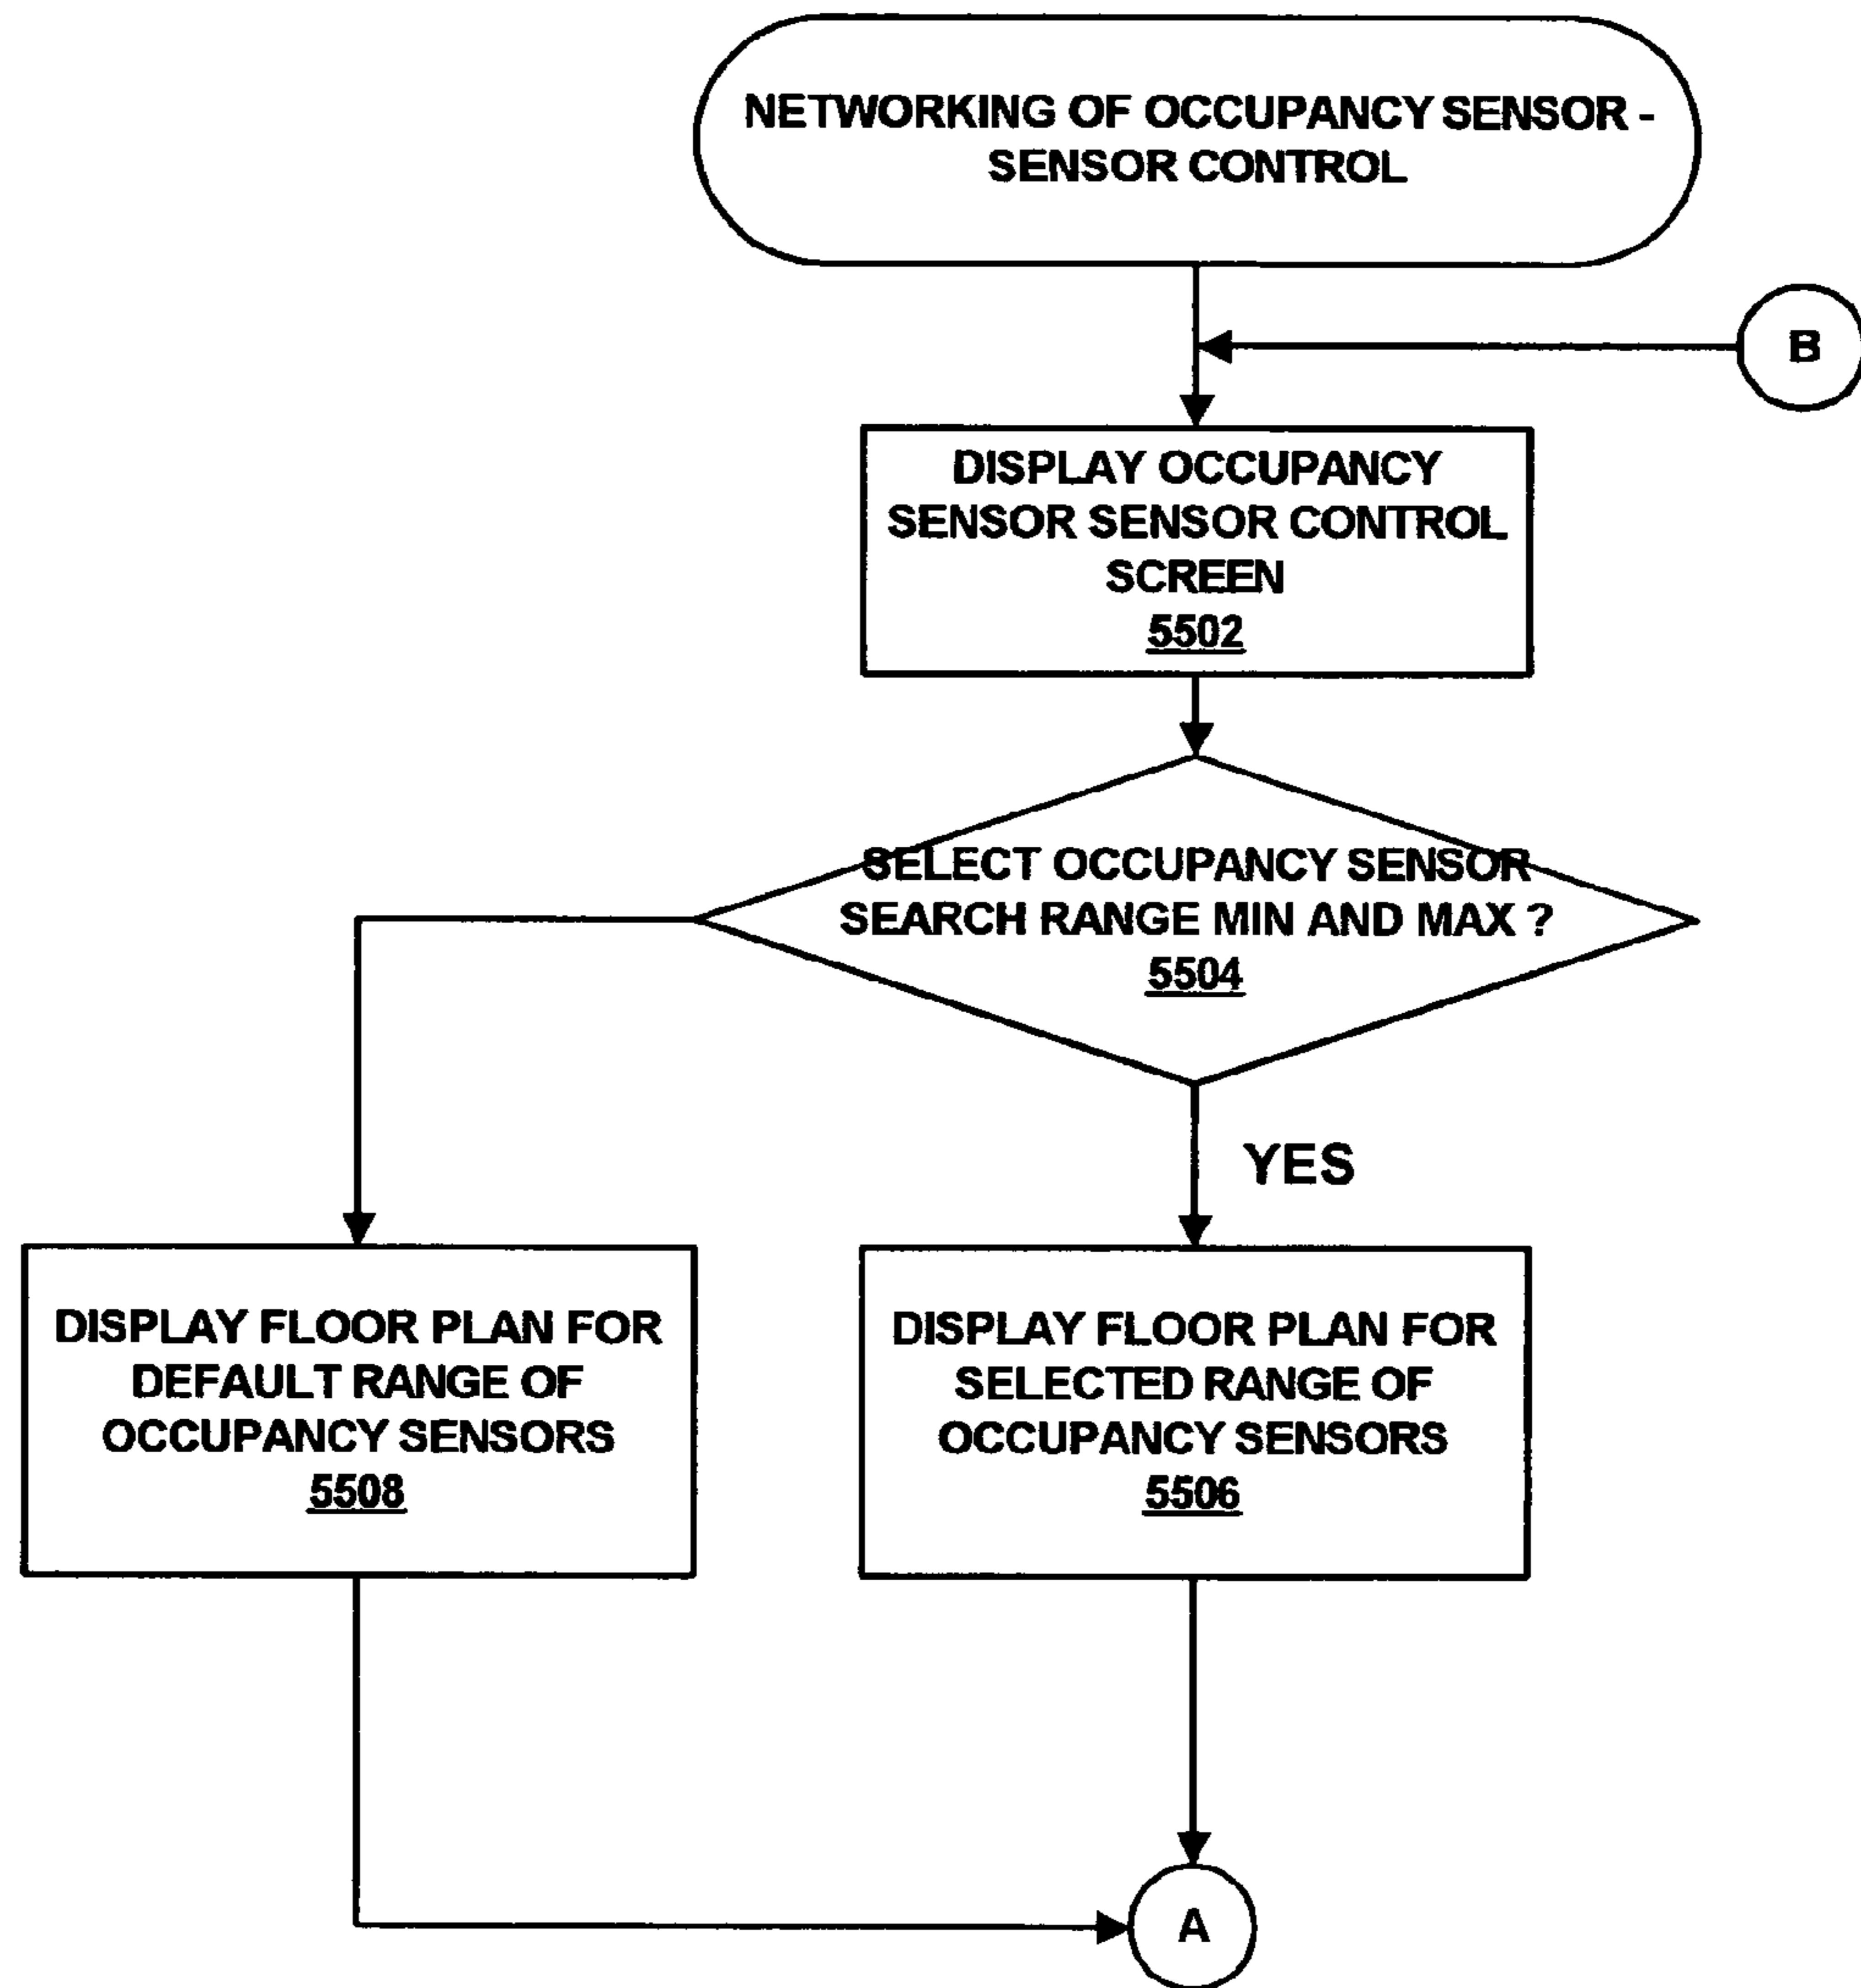 NETWORKING OF OCCUPANCY SENSOR -
SENSOR CONTROL
B
DISPLAY OCCUPANCY
SENSOR SENSOR CONTROL
SCREEN
5502
SELECT OCCUPANCY SENSOR
SEARCH RANGE MIN AND MAX ?
5504
YES
DISPLAY FLOOR PLAN FOR
DEFAULT RANGE OF
OCCUPANCY SENSORS
5508
DISPLAY FLOOR PLAN FOR
SELECTED RANGE OF
OCCUPANCY SENSORS
5506
A